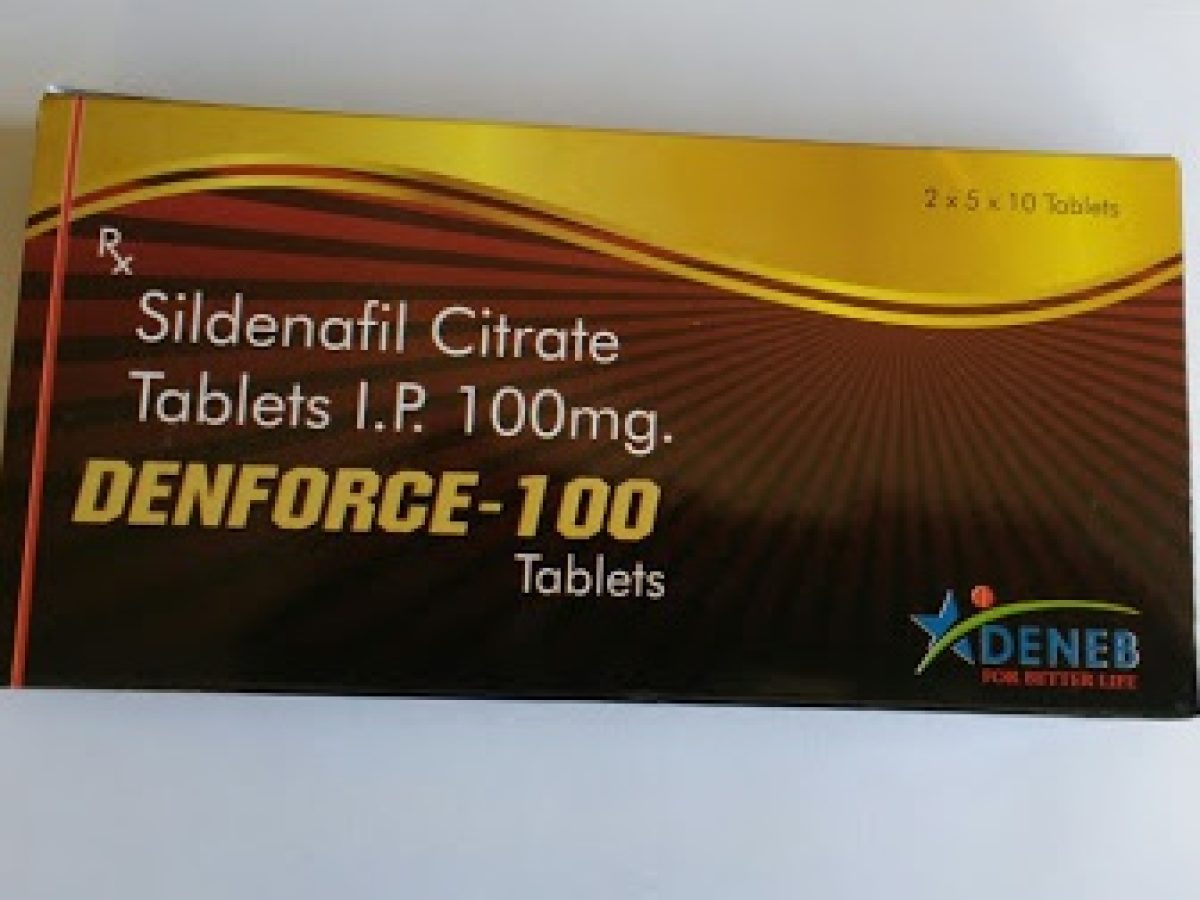 2 x 5 x 10 Tablets
Rx
Sildenafil Citrate
Tablets I.P. 100mg.
DENFORCE-100
Tablets
DENEB
FOR BETTER LIFE